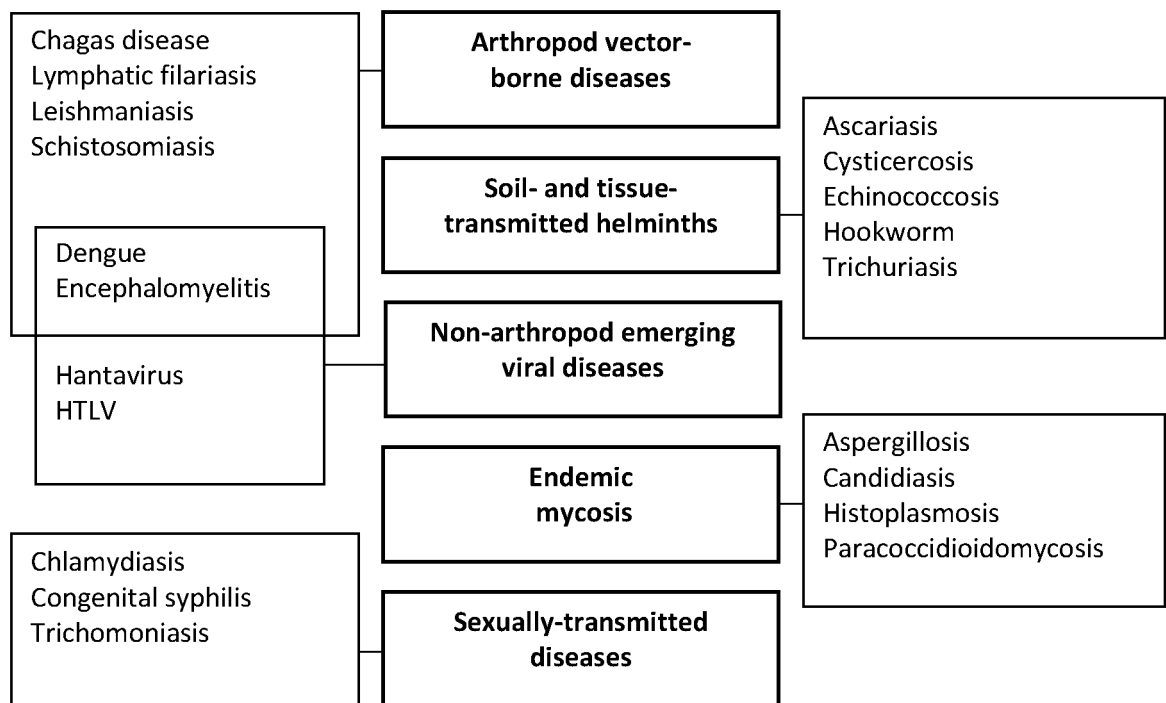 Chagas disease
Lymphatic filariasis
Leishmaniasis
Schistosomiasis
Dengue
Encephalomyelitis
Hantavirus
HTLV
Chlamydiasis
Congenital syphilis
Trichomoniasis
Arthropod vector-
borne diseases
Soil- and tissue-
transmitted helminths
Non-arthropod emerging
viral diseases
Endemic
mycosis
Sexually-transmitted
diseases
Ascariasis
Cysticercosis
Echinococcosis
Hookworm
Trichuriasis
Aspergillosis
Candidiasis
Histoplasmosis
Paracoccidioidomycosis